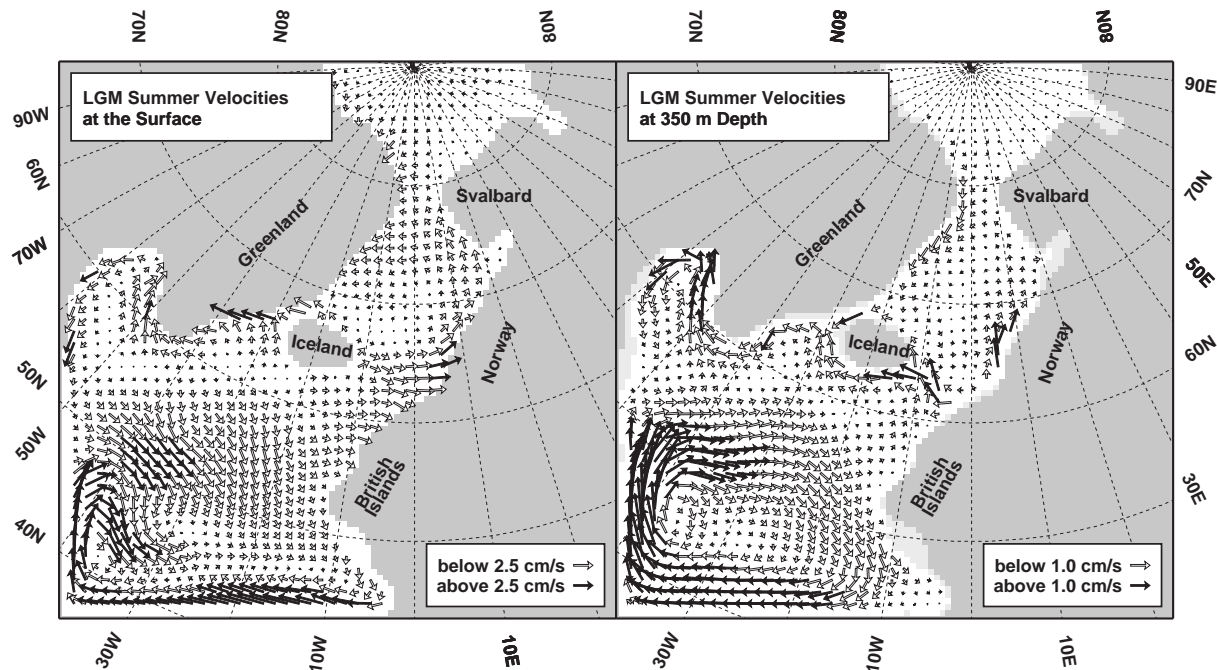 70N
80N
N08
80N
70N
80N
N08
90W
60N
70W
50N
50W
40N
LGM Summer Velocities
at the Surface
Greenland
Svalbard
Iceland
Norway
British
Islands
below 2.5 cm/s
above 2.5 cm/s
LGM Summer Velocities
at 350 m Depth
Greenland
Svalbard
Iceland
Norway
British
Islands
below 1.0 cm/s
above 1.0 cm/s
90E
70N
50E
60N
30E
30W
10W
10E
30W
10W
10E